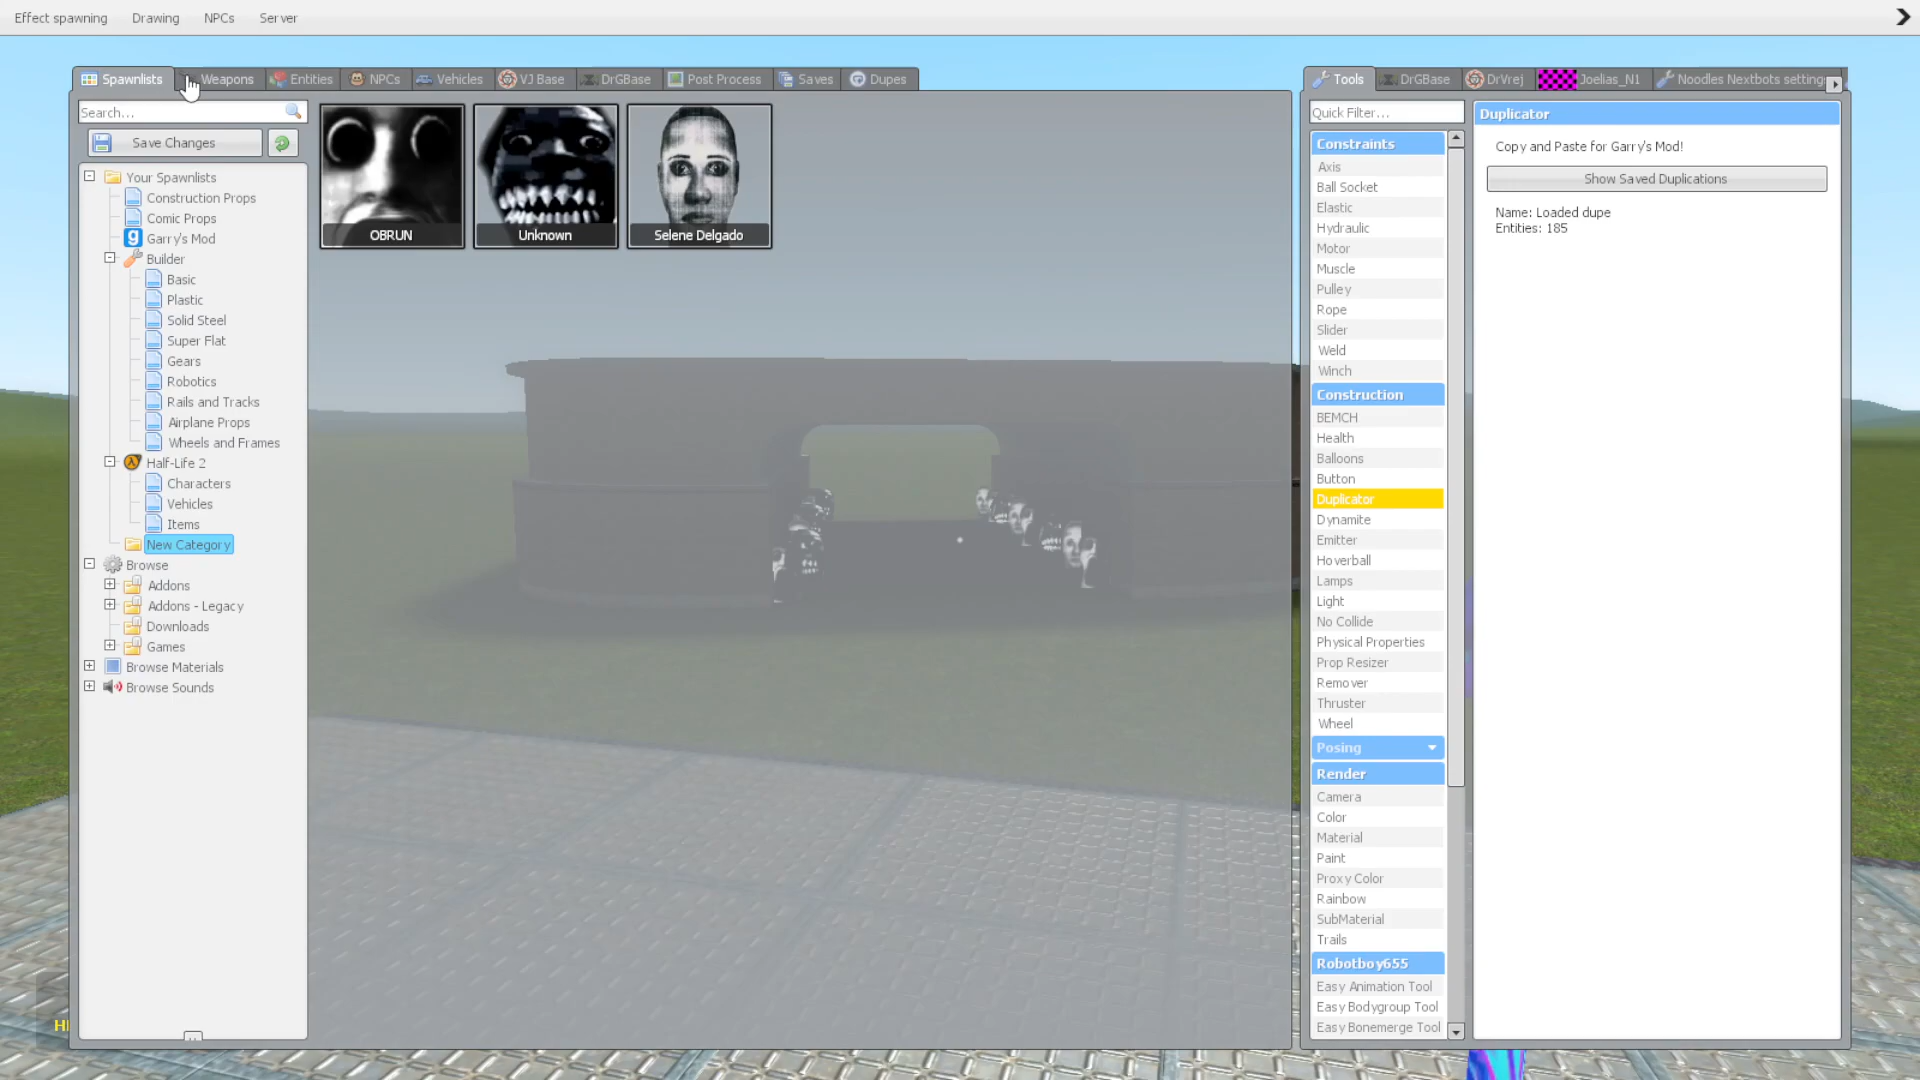 Effect spawning Drawing NPCs Server
Spawnlists Weapons Entities NPCs Vehicles VJ Base DrGBase Post Process Saves Dupes
Search...
Save Changes
Your Spawnlists
Construction Props
Comic Props
Garry's Mod
Builder
Basic
Plastic
Solid Steel
Super Flat
Gears
Robotics
Rails and Tracks
Airplane Props
Wheels and Frames
Half-Life 2
Characters
Vehicles
Items
New Category
Browse
Addons
Addons - Legacy
Downloads
Games
Browse Materials
Browse Sounds
OBRUN Unknown Selene Delgado
Tools DrGBase DrVrej Joelias_N1 Noodles Nextbots setting
Quick Filter...
Constraints
Axis
Ball Socket
Elastic
Hydraulic
Motor
Muscle
Pulley
Rope
Slider
Weld
Winch
Construction
BEMCH
Health
Balloons
Button
Duplicator
Dynamite
Emitter
Hoverball
Lamps
Light
No Collide
Physical Properties
Prop Resizer
Remover
Thruster
Wheel
Posing
Render
Camera
Color
Material
Paint
Proxy Color
Rainbow
SubMaterial
Trails
Robotboy655
Easy Animation Tool
Easy Bodygroup Tool
Easy Bonemerge Tool
Duplicator
Copy and Paste for Garry's Mod!
Show Saved Duplications
Name: Loaded dupe
Entities: 185